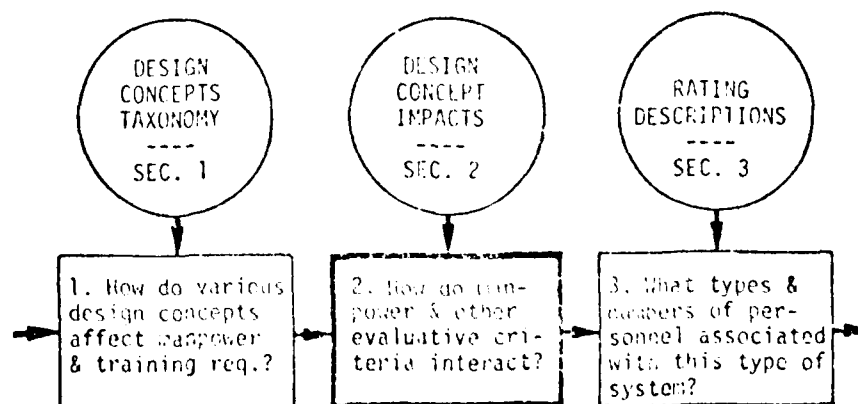 DESIGN
CONCEPTS
TAXONOMY
----
SEC. 1
DESIGN
CONCEPT
IMPACTS
----
SEC. 2
RATING
DESCRIPTIONS
----
SEC. 3
1. How do various
design concepts
affect manpower
& training req.?
2. How do man-
power & other
evaluative cri-
teria interact?
3. What types &
numbers of per-
sonnel associated
with this type of
system?